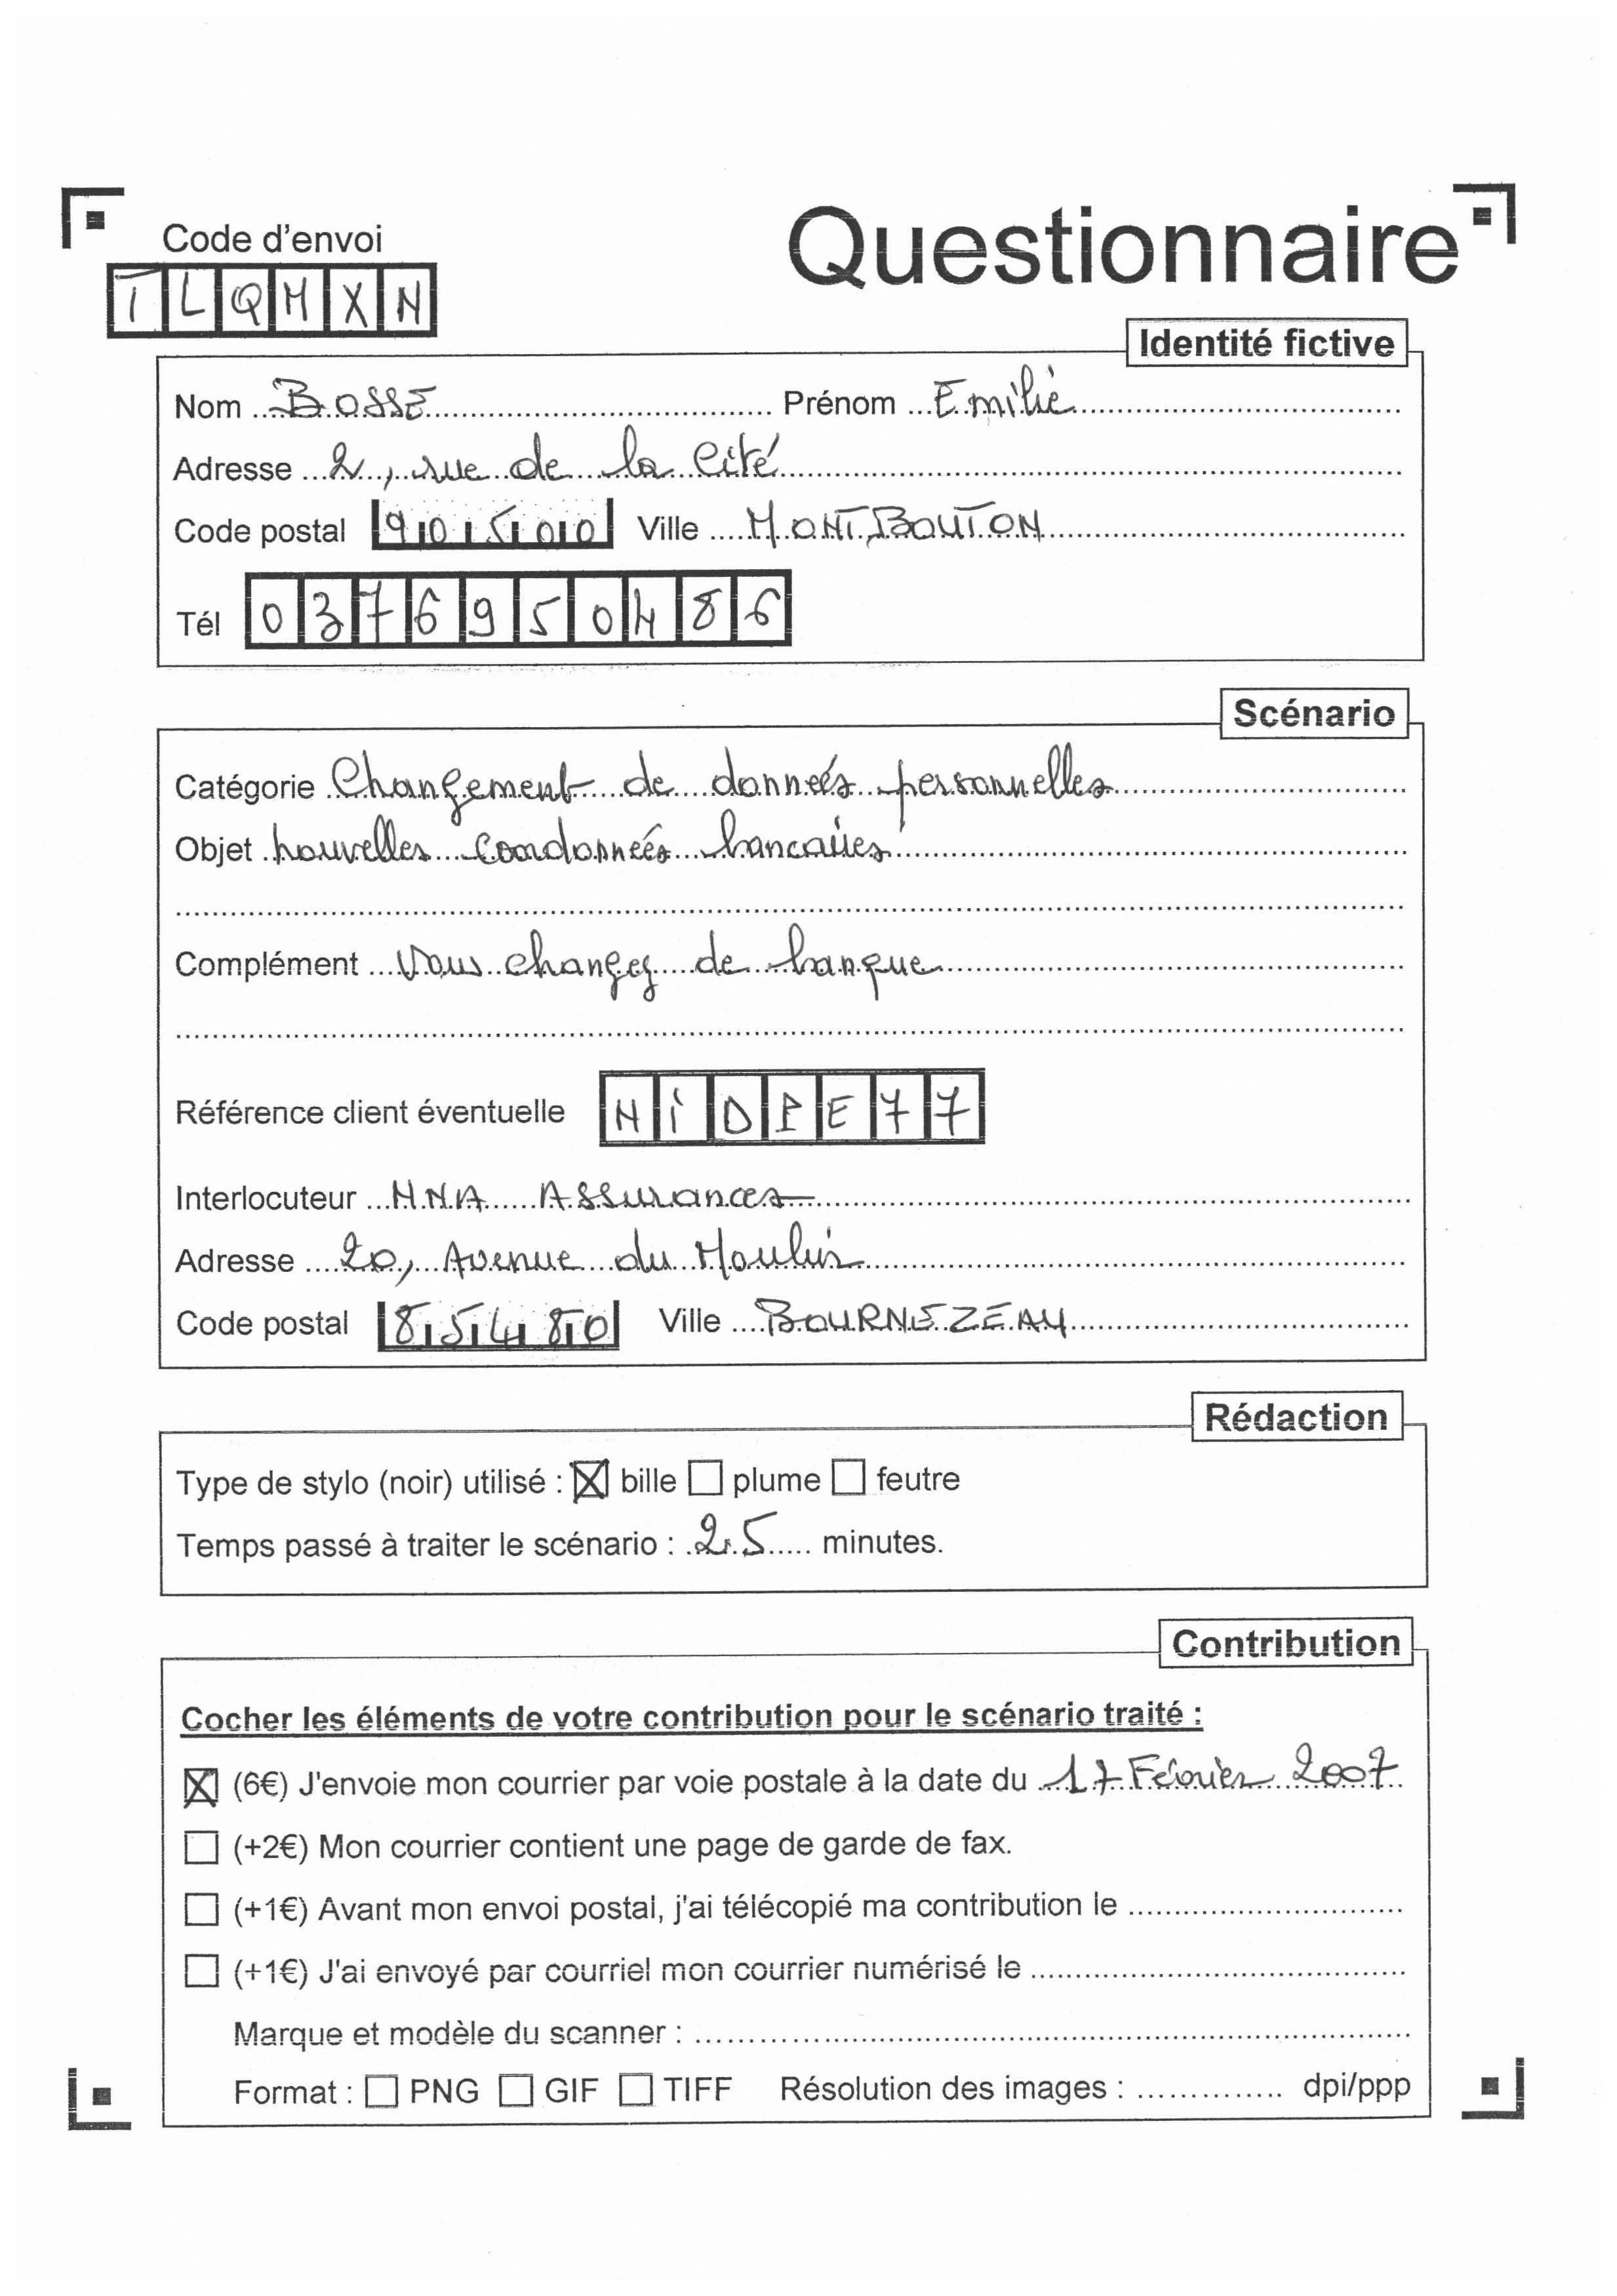 Code d'envoi
Questionnaire
TLQMXN
Identité fictive
Nom BOSSE Prénom Emilie
Adresse 2, rue de la Cité
Code postal 90500 Ville MONTBOUTON
Tél 0376950486
Scénario
Catégorie Changement de données personnelles
Objet nouvelles coordonnées bancaires
Complément Vous changez de banque
Référence client éventuelle NIDPE77
Interlocuteur Assurances
Adresse 20, Avenue du Moulin
Code postal 85480 Ville BOURNEZEAU
Rédaction
Type de stylo (noir) utilisé : ☒ bille ☐ plume ☐ feutre
Temps passé à traiter le scénario : 25 minutes.
Contribution
Cocher les éléments de votre contribution pour le scénario traité :
☒ (6€) J'envoie mon courrier par voie postale à la date du 17 Février 2007
☐ (+2€) Mon courrier contient une page de garde de fax.
☐ (+1€) Avant mon envoi postal, j'ai télécopié ma contribution le
☐ (+1€) J'ai envoyé par courriel mon courrier numérisé le
Marque et modèle du scanner :
Format : ☐ PNG ☐ GIF ☐ TIFF Résolution des images : dpi/ppp